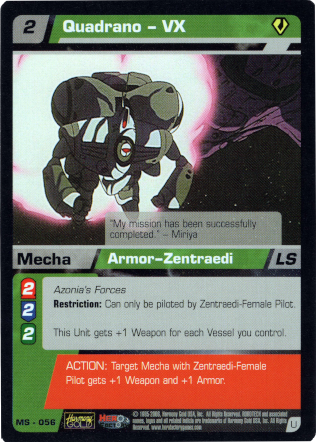 2 Quadrano – VX
"My mission has been successfully
completed." – Miriya
Mecha Armor-Zentraedi LS
2 Azonia's Forces
2 Restriction: Can only be piloted by Zentraedi-Female Pilot.
2 This Unit gets +1 Weapon for each Vessel you control.
ACTION: Target Mecha with Zentraedi-Female
Pilot gets +1 Weapon and +1 Armor.
MS - 056
Harmony
GOLD
U